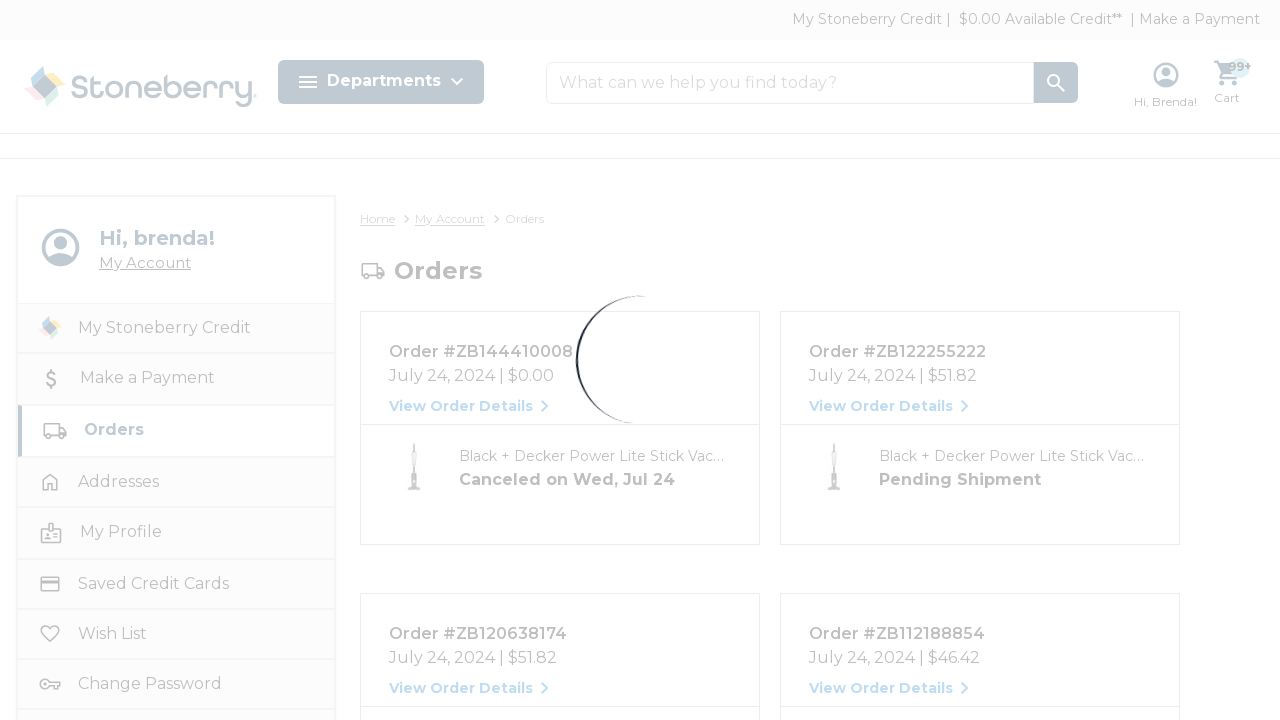 My Stoneberry Credit | $0.00 Available Credit** | Make a Payment
Stoneberry
Departments
What can we help you find today?
Hi, Brenda!
99+
Cart
Hi, brenda!
My Account
My Stoneberry Credit
Make a Payment
Orders
Addresses
My Profile
Saved Credit Cards
Wish List
Change Password
Home > My Account > Orders
Orders
Order #ZB144410008
July 24, 2024 | $0.00
View Order Details
Black + Decker Power Lite Stick Vac...
Canceled on Wed, Jul 24
Order #ZB122255222
July 24, 2024 | $51.82
View Order Details
Black + Decker Power Lite Stick Vac...
Pending Shipment
Order #ZB120638174
July 24, 2024 | $51.82
View Order Details
Order #ZB112188854
July 24, 2024 | $46.42
View Order Details